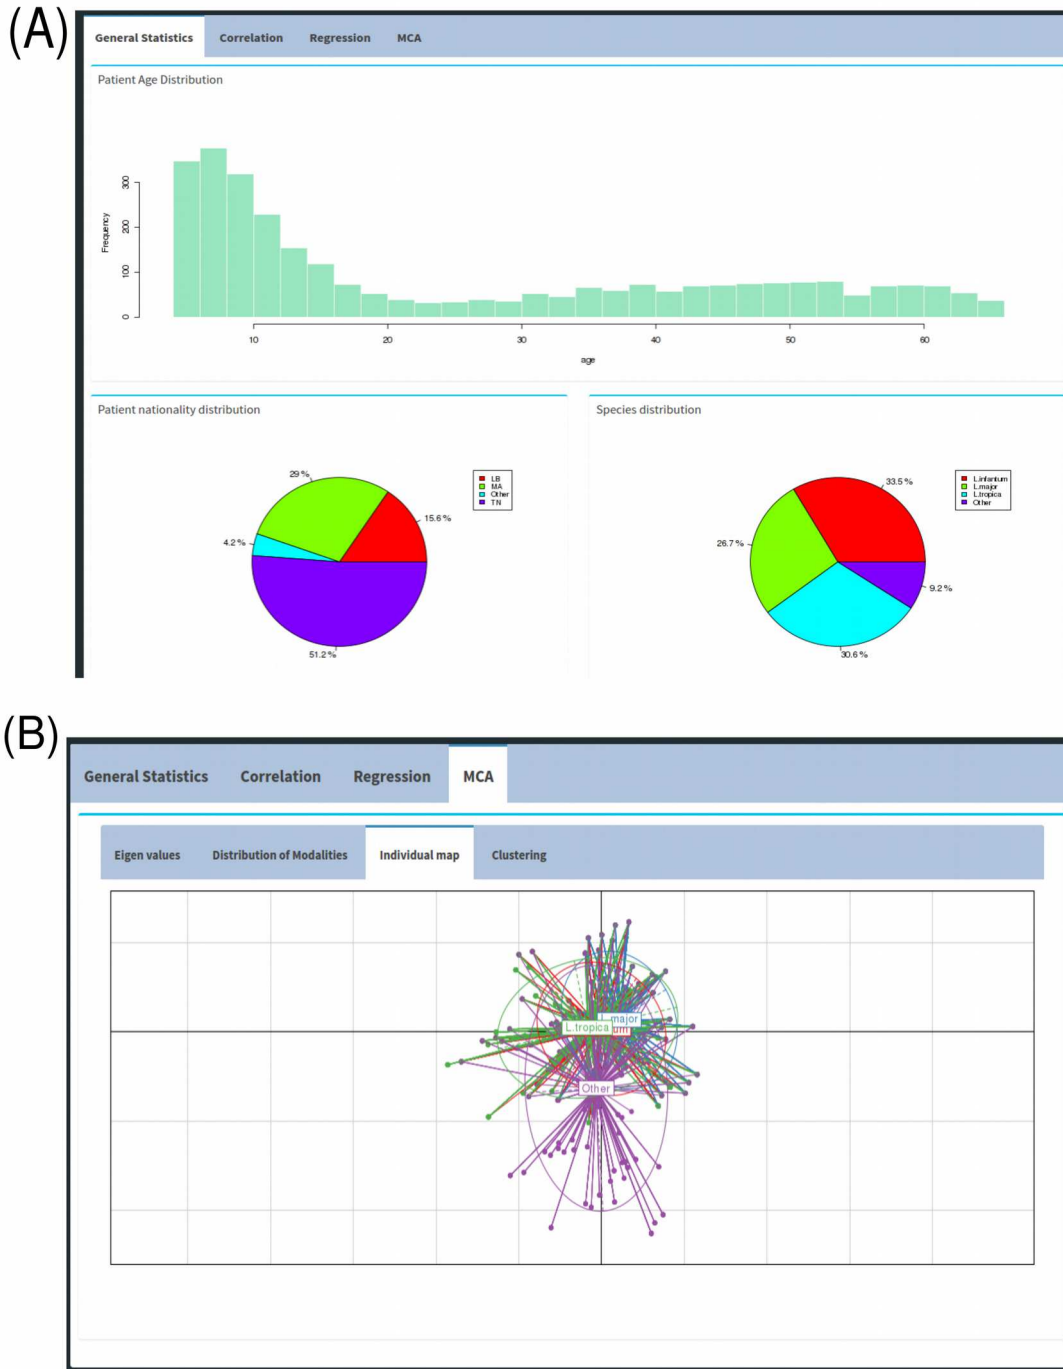 (A)
General Statistics Correlation Regression MCA
Patient Age Distribution
Frequency
0 100 200 300
10 20 30 40 50 60
age
Patient nationality distribution
29 %
15.6 %
4.2 %
51.2 %
LB
MA
Other
TN
Species distribution
33.5 %
26.7 %
9.2 %
30.6 %
L.infantum
L.major
L.tropica
Other
(B)
General Statistics Correlation Regression MCA
Eigen values Distribution of Modalities Individual map Clustering
major
L.tropica um
Other